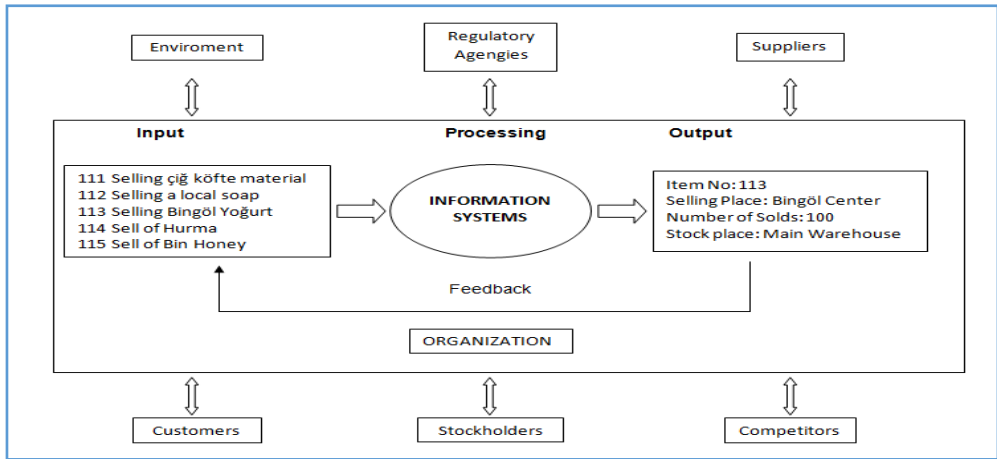 Enviroment
Regulatory
Agengies
Suppliers
Input
Processing
Output
111 Selling çiğ köfte material
112 Selling a local soap
113 Selling Bingöl Yoğurt
114 Sell of Hurma
115 Sell of Bin Honey
INFORMATION
SYSTEMS
Item No: 113
Selling Place: Bingöl Center
Number of Solds: 100
Stock place: Main Warehouse
Feedback
ORGANIZATION
Customers
Stockholders
Competitors